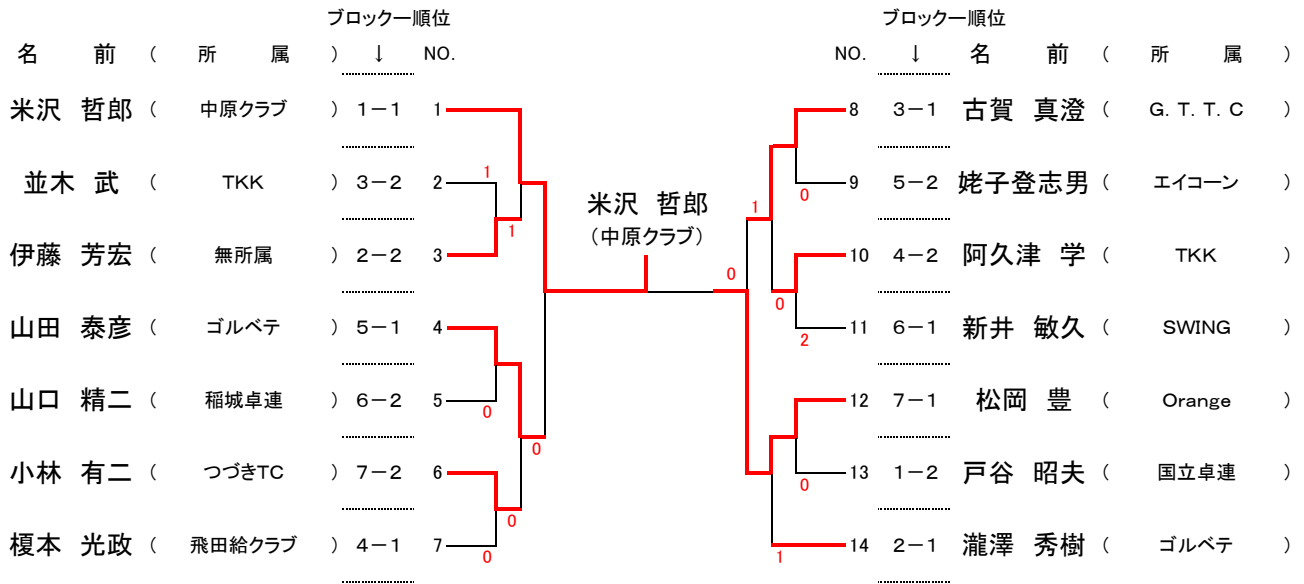 ブロックー順位 ブロックー順位
名 前 ( 所 属 ) ↓ NO. NO. ↓ 名 前 ( 所 属 )
米沢 哲郎 ( 中原クラブ ) 1-1 1 8 3-1 古賀 真澄 ( G.T.T.C )
並木 武 ( TKK ) 3-2 2 1 9 5-2 姥子登志男 ( エイコーン )
0
米沢 哲郎
1
(中原クラブ)
1
伊藤 芳宏 ( 無所属 ) 2-2 3 10 4-2 阿久津 学 ( TKK )
0
0
山田 泰彦 ( ゴルベテ ) 5-1 4 11 6-1 新井 敏久 ( SWING )
2
山口 精二 ( 稲城卓連 ) 6-2 5 12 7-1 松岡 豊 ( Orange )
0
0
小林 有二 ( つづきTC ) 7-2 6 13 1-2 戸谷 昭夫 ( 国立卓連 )
0
0
榎本 光政 ( 飛田給クラブ ) 4-1 7 14 2-1 瀧澤 秀樹 ( ゴルベテ )
0 1